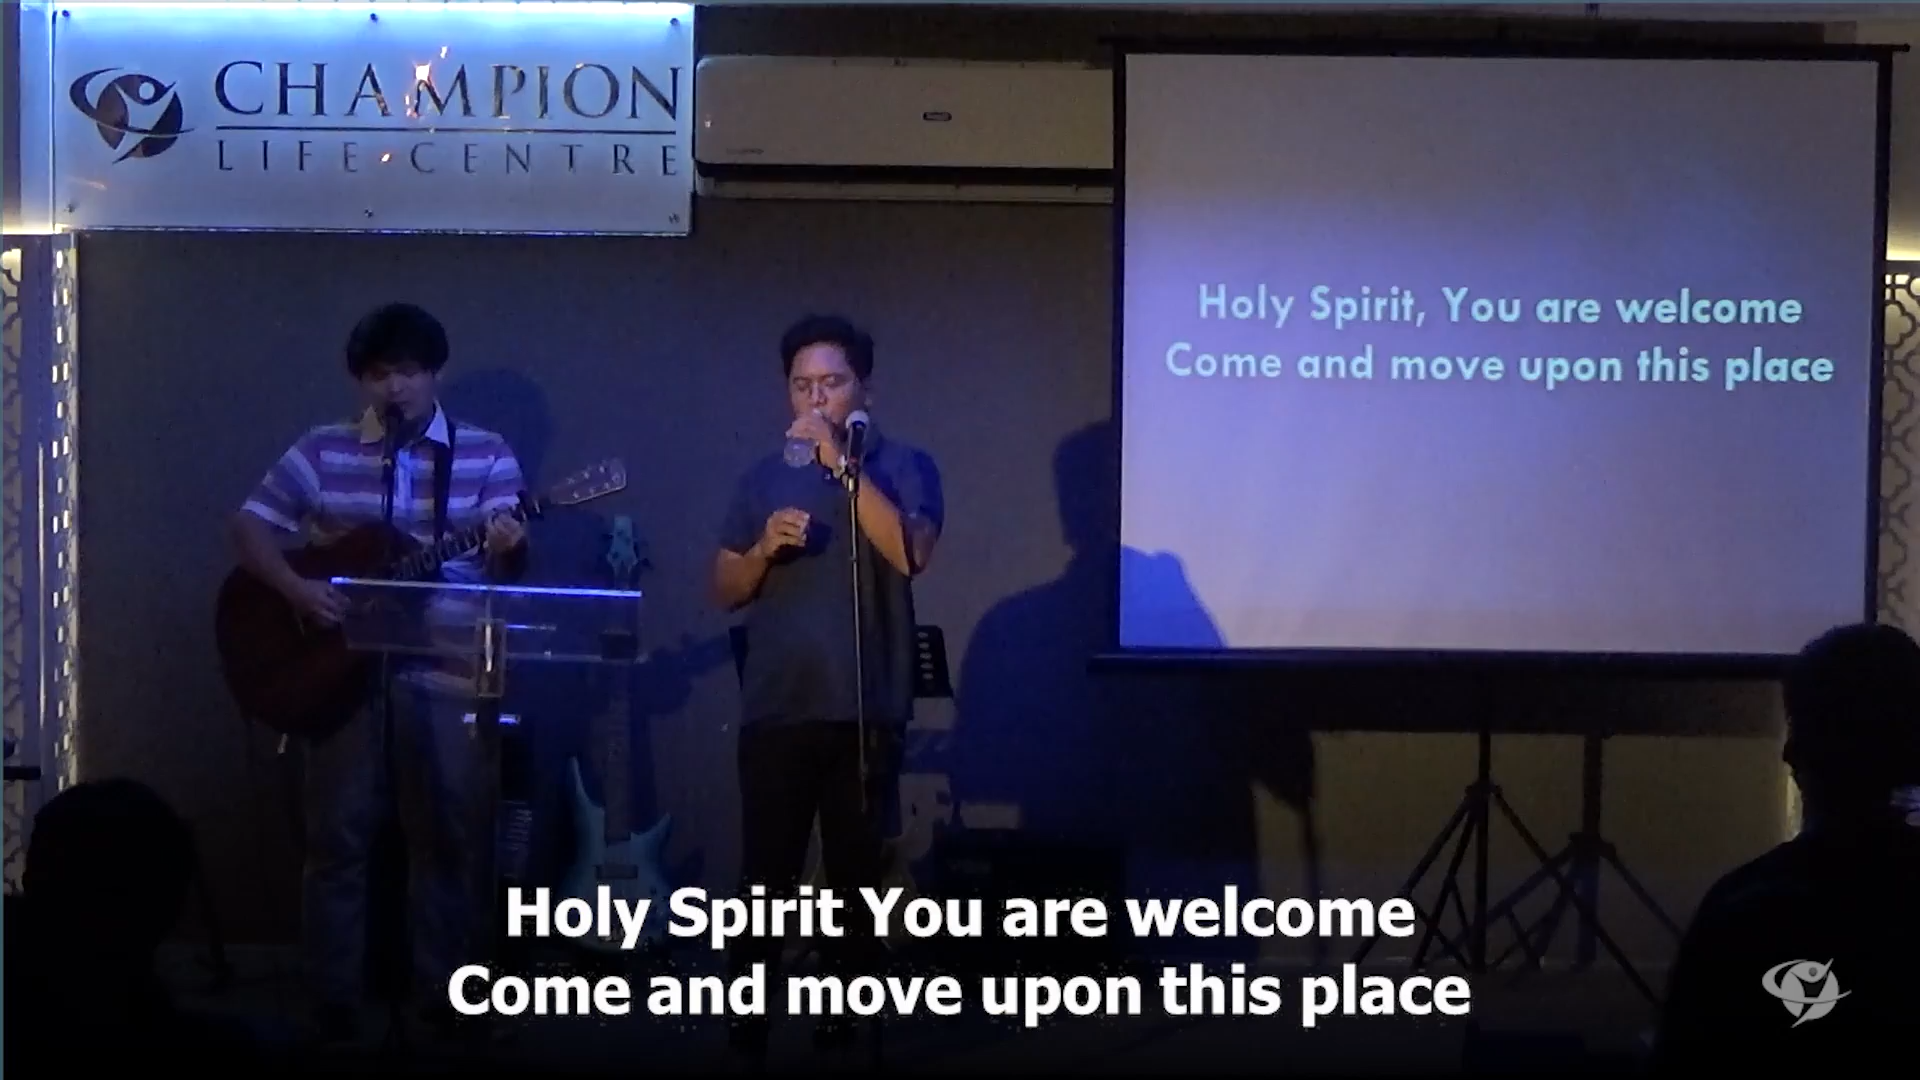 CHAMPION
LIFE CENTRE
Holy Spirit, You are welcome
Come and move upon this place
Holy Spirit You are welcome
Come and move upon this place